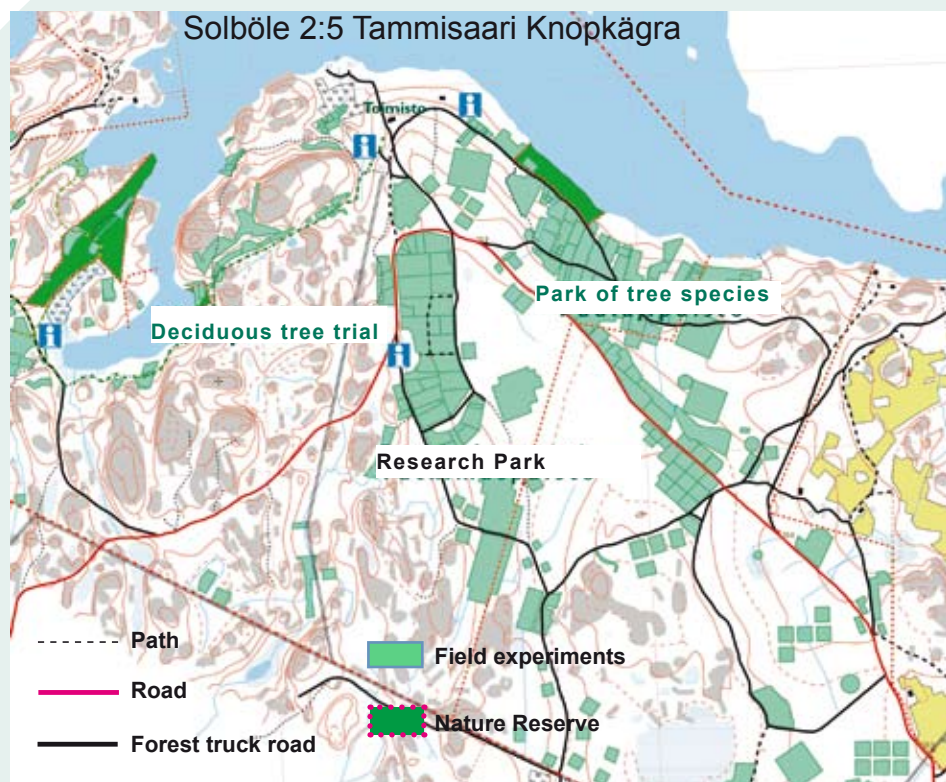 Solböle 2:5 Tammisaari Knopkägra
Toimisto
Park of tree species
Deciduous tree trial
Research Park
Path
Road
Forest truck road
Field experiments
Nature Reserve